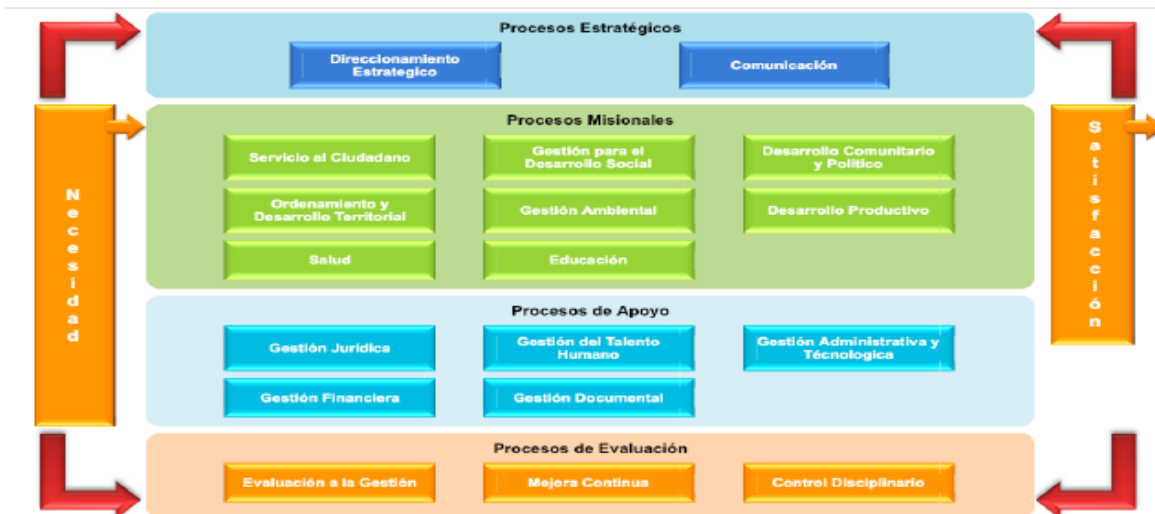 Procesos Estratégicos
Direccionamiento
Estrategico
Comunicación
Necesidad
Procesos Misionales
Servicio al Ciudadano
Gestión para el
Desarrollo Social
Desarrollo Comunitario
y Político
Ordenamiento y
Desarrollo Territorial
Gestión Ambiental
Desarrollo Productivo
Salud
Educación
Satisfacción
Procesos de Apoyo
Gestión Jurídica
Gestión del Talento
Humano
Gestión Administrativa y
Técnologica
Gestión Financiera
Gestión Documental
Procesos de Evaluación
Evaluación a la Gestión
Mejora Continua
Control Disciplinario